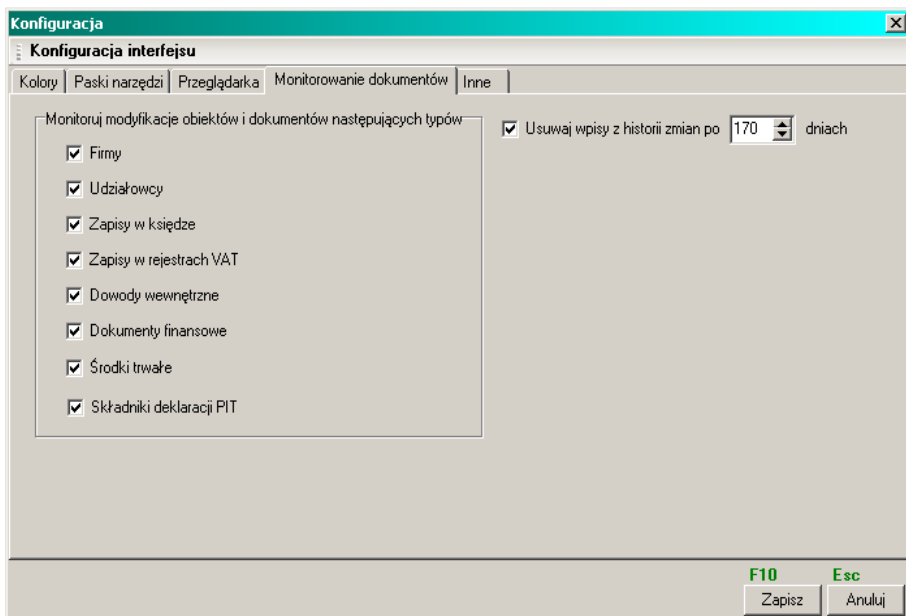 Konfiguracja
Konfiguracja interfejsu
Kolory Paski narzędzi Przeglądarka Monitorowanie dokumentów Inne
Monitoruj modyfikacje obiektów i dokumentów następujących typów
Usuwaj wpisy z historii zmian po 170 dniach
Firmy
Udziałowcy
Zapisy w księdze
Zapisy w rejestrach VAT
Dowody wewnętrzne
Dokumenty finansowe
Środki trwałe
Składniki deklaracji PIT
F10 Esc
Zapisz Anuluj